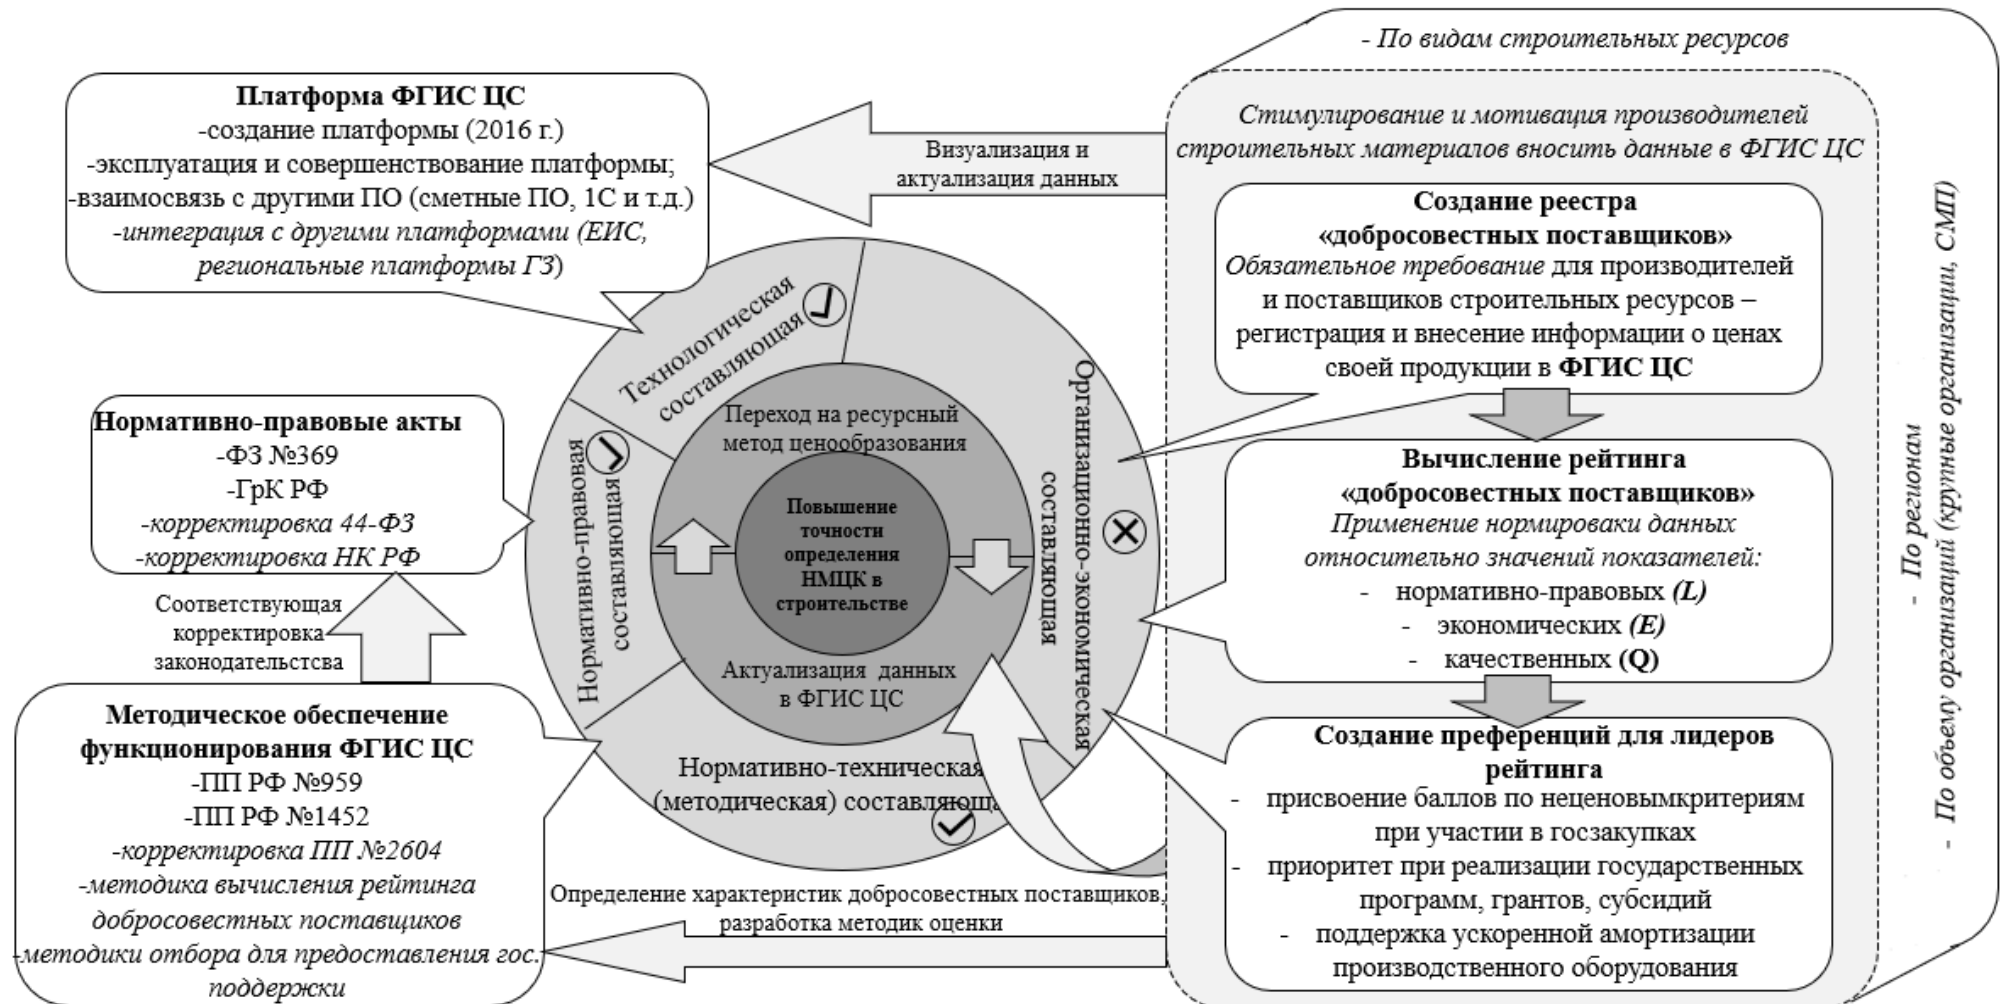 - По видам строительных ресурсов
Платформа ФГИС ЦС
-создание платформы (2016 г.)
-эксплуатация и совершенствование платформы;
-взаимосвязь с другими ПО (сметные ПО, 1С и т.д.)
-интеграция с другими платформами (ЕИС,
региональные платформы ГЗ)
Визуализация и
актуализация данных
Стимулирование и мотивация производителей
строительных материалов вносить данные в ФГИС ЦС
Создание реестра
«добросовестных поставщиков»
Обязательное требование для производителей
и поставщиков строительных ресурсов –
регистрация и внесение информации о ценах
своей продукции в ФГИС ЦС
Технологическая
составляющая
Нормативно-правовые акты
-ФЗ №369
-ГрК РФ
-корректировка 44-ФЗ
-корректировка НК РФ
Нормативно-правовая
составляющая
Переход на ресурсный
метод ценообразования
Повышение
точности
определения
НМЦК в
строительстве
Актуализация данных
в ФГИС ЦС
Организационно-экономическая
составляющая
Вычисление рейтинга
«добросовестных поставщиков»
Применение нормироваки данных
относительно значений показателей:
- нормативно-правовых (L)
- экономических (E)
- качественных (Q)
- По регионам
- По объему организаций (крупные организации, СМП)
Соответствующая
корректировка
законодательстсва
Методическое обеспечение
функционирования ФГИС ЦС
-ПП РФ №959
-ПП РФ №1452
-корректировка ПП №2604
-методика вычисления рейтинга
добросовестных поставщиков
-методики отбора для предоставления гос.
поддержки
Нормативно-техническая
(методическая) составляюща
Определение характеристик добросовестных поставщиков,
разработка методик оценки
Создание преференций для лидеров
рейтинга
- присвоение баллов по неценовымкритериям
при участии в госзакупках
- приоритет при реализации государственных
программ, грантов, субсидий
- поддержка ускоренной амортизации
производственного оборудования